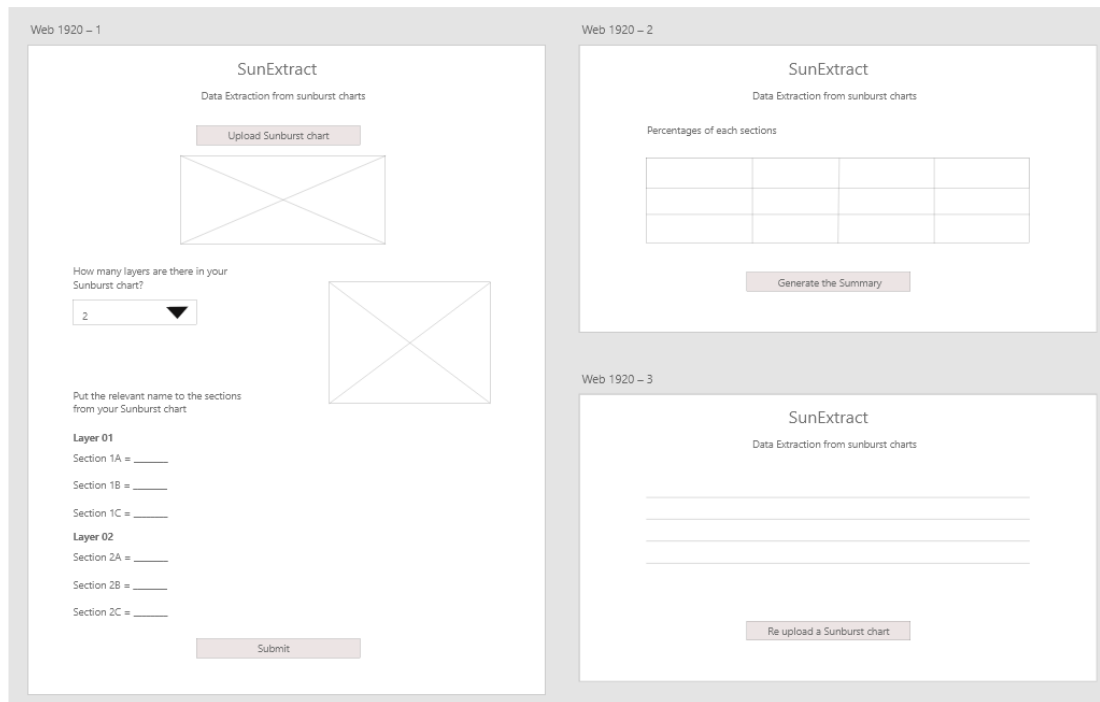 Web 1920 – 1
SunExtract
Data Extraction from sunburst charts
Upload Sunburst chart
How many layers are there in your
Sunburst chart?
2
Put the relevant name to the sections
from your Sunburst chart
Layer 01
Section 1A = ______
Section 1B = ______
Section 1C = ______
Layer 02
Section 2A = ______
Section 2B = ______
Section 2C = ______
Submit
Web 1920 – 2
SunExtract
Data Extraction from sunburst charts
Percentages of each sections
Generate the Summary
Web 1920 – 3
SunExtract
Data Extraction from sunburst charts
Re upload a Sunburst chart